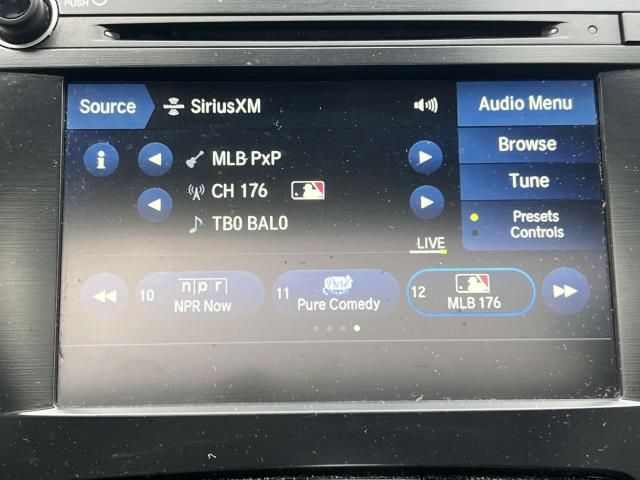 PUSH
Source
SiriusXM
Audio Menu
i
MLB PxP
Browse
CH 176
Tune
TB0 BAL0
Presets
Controls
LIVE
10
npr
NPR Now
11
Pure
Pure Comedy
12
MLB 176